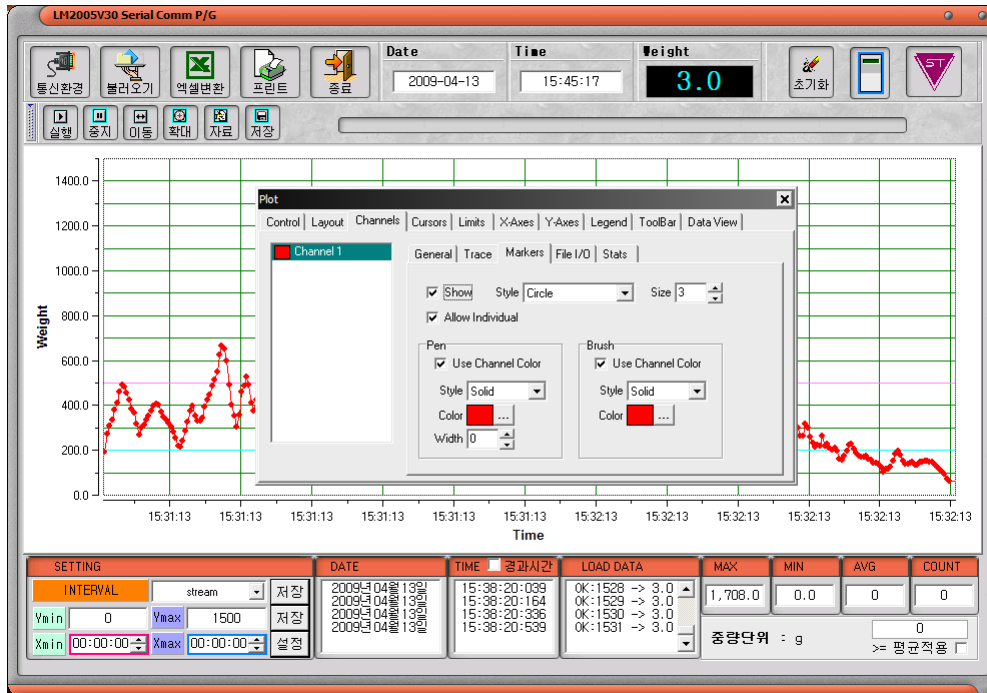 LM2005V30 Serial Comm P/G
Date Time Weight
통신환경 불러오기 엑셀변환 프린트 종료 2009-04-13 15:45:17 3.0 초기화 ST
실행 중지 이동 확대 자료 저장
Plot
Control Layout Channels Cursors Limits X-Axes Y-Axes Legend ToolBar Data View
Channel 1
General Trace Markers File I/O Stats
Show Style Circle Size 3
Allow Individual
Pen Brush
Use Channel Color Use Channel Color
Style Solid Style Solid
Color ... Color ...
Width 0
Weight
1400.0
1200.0
1000.0
800.0
600.0
400.0
200.0
0.0
15:31:13 15:31:13 15:31:13 15:31:13 15:31:13 15:31:13 15:32:13 15:32:13 15:32:13 15:32:13 15:32:13 15:32:13
Time
SETTING DATE TIME 경과시간 LOAD DATA MAX MIN AVG COUNT
INTERVAL stream 저장
Ymin 0 Ymax 1500 저장
Xmin 00:00:00 Xmax 00:00:00 설정
2009년04월13일 15:38:20:039 OK:1528 -> 3.0
2009년04월13일 15:38:20:164 OK:1529 -> 3.0
2009년04월13일 15:38:20:336 OK:1530 -> 3.0
2009년04월13일 15:38:20:539 OK:1531 -> 3.0
1,708.0 0.0 0 0
중량단위 : g 0
>= 평균적용